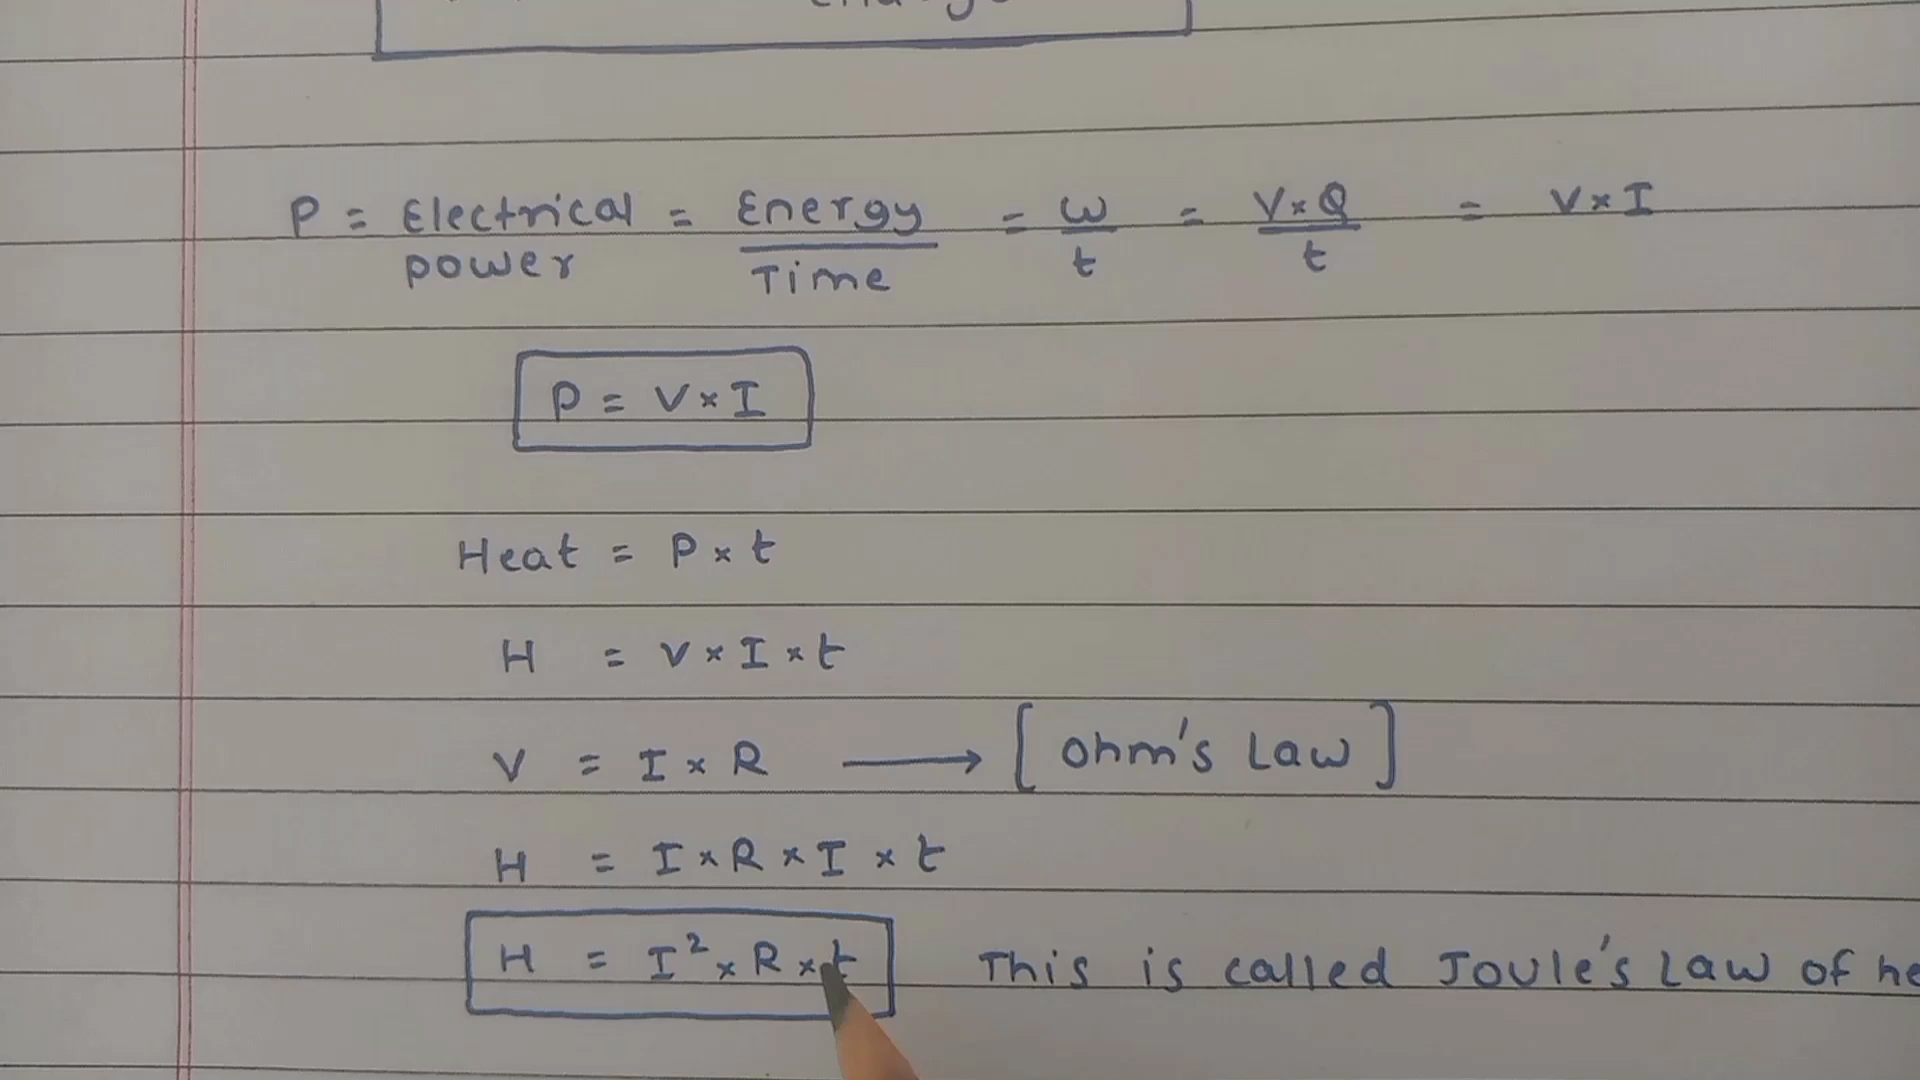 P = Electrical power = Energy/Time = W/t = V×Q/t = V×I
P = V×I
Heat = P×t
H = V×I×t
V = I×R → [Ohm's Law]
H = I×R×I×t
H = I²×R×t This is called Joule's Law of he